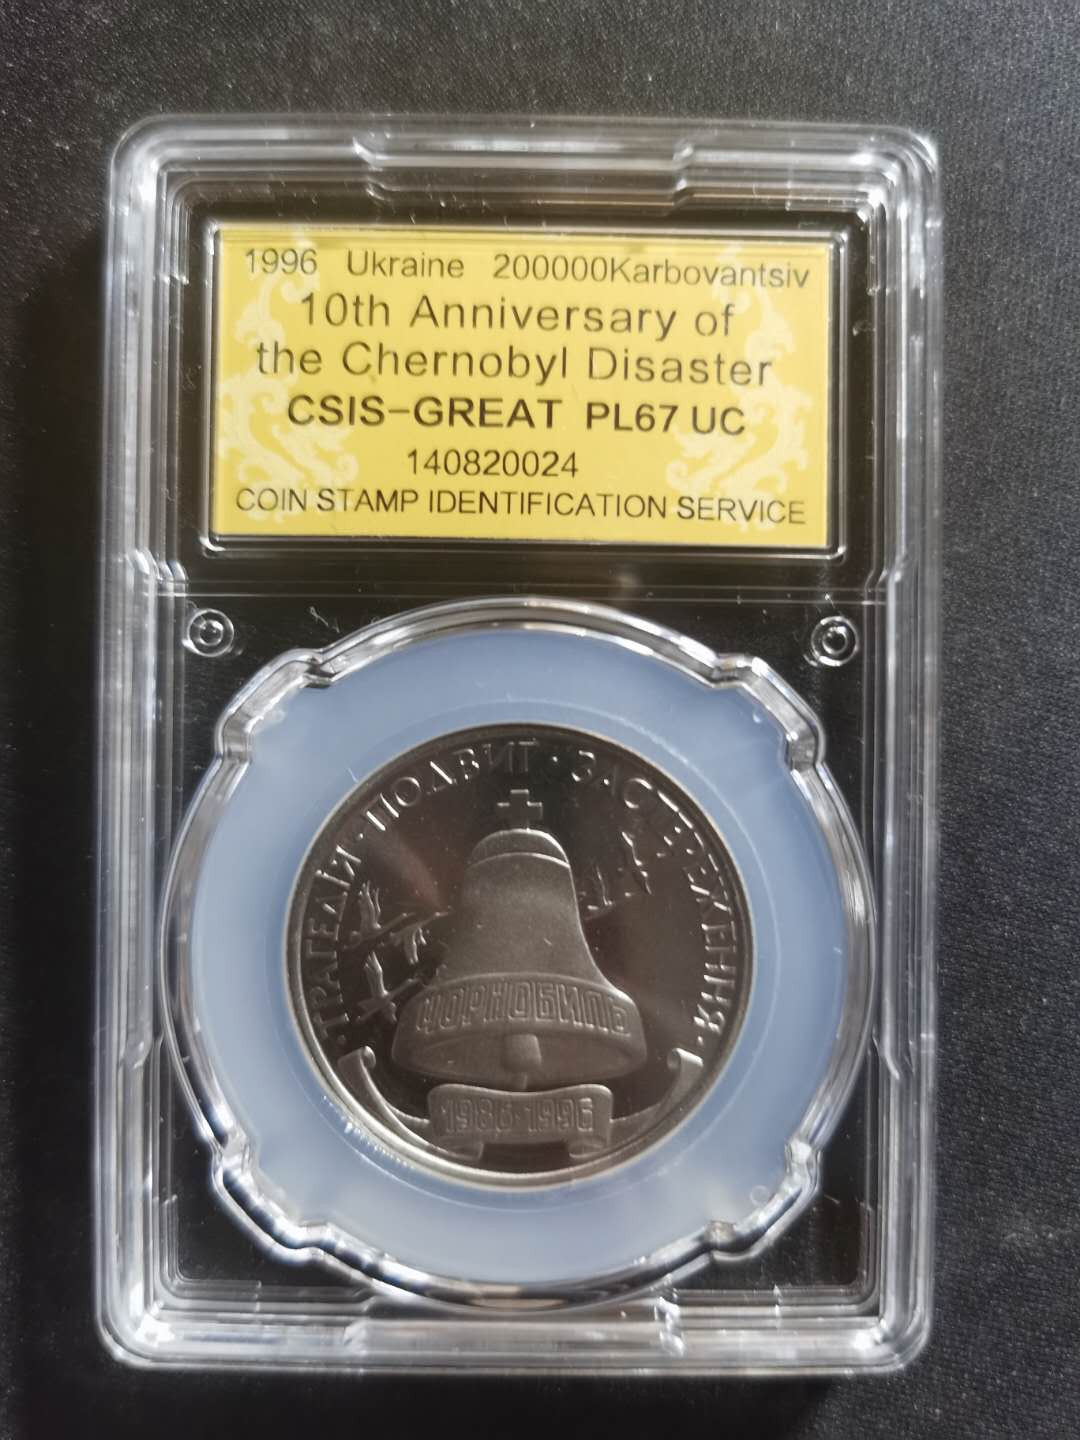 1996 Ukraine 200000Karbovantsiv
10th Anniversary of
the Chernobyl Disaster
CSIS-GREAT PL67 UC
140820024
COIN STAMP IDENTIFICATION SERVICE
· ТРАГЕДІЯ · ПОДВИГ · ЗАСТЕРЕЖЕННЯ ·
ЧОРНОБИЛЬ
1986-1996